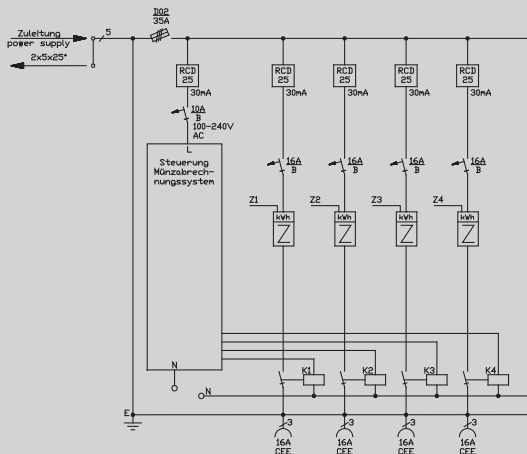 D02
35A
Zuleitung
power supply
5
2x5x25°
RCD
25
30mA
RCD
25
30mA
RCD
25
30mA
RCD
25
30mA
RCD
25
30mA
10A
B
100-240V
AC
L
Steuerung
Münzabrech-
nungssystem
16A
B
16A
B
16A
B
16A
B
Z1
Z2
Z3
Z4
kWh
Z
kWh
Z
kWh
Z
kWh
Z
N
K1
K2
K3
K4
N
E
3
3
3
3
16A
CEE
16A
CEE
16A
CEE
16A
CEE